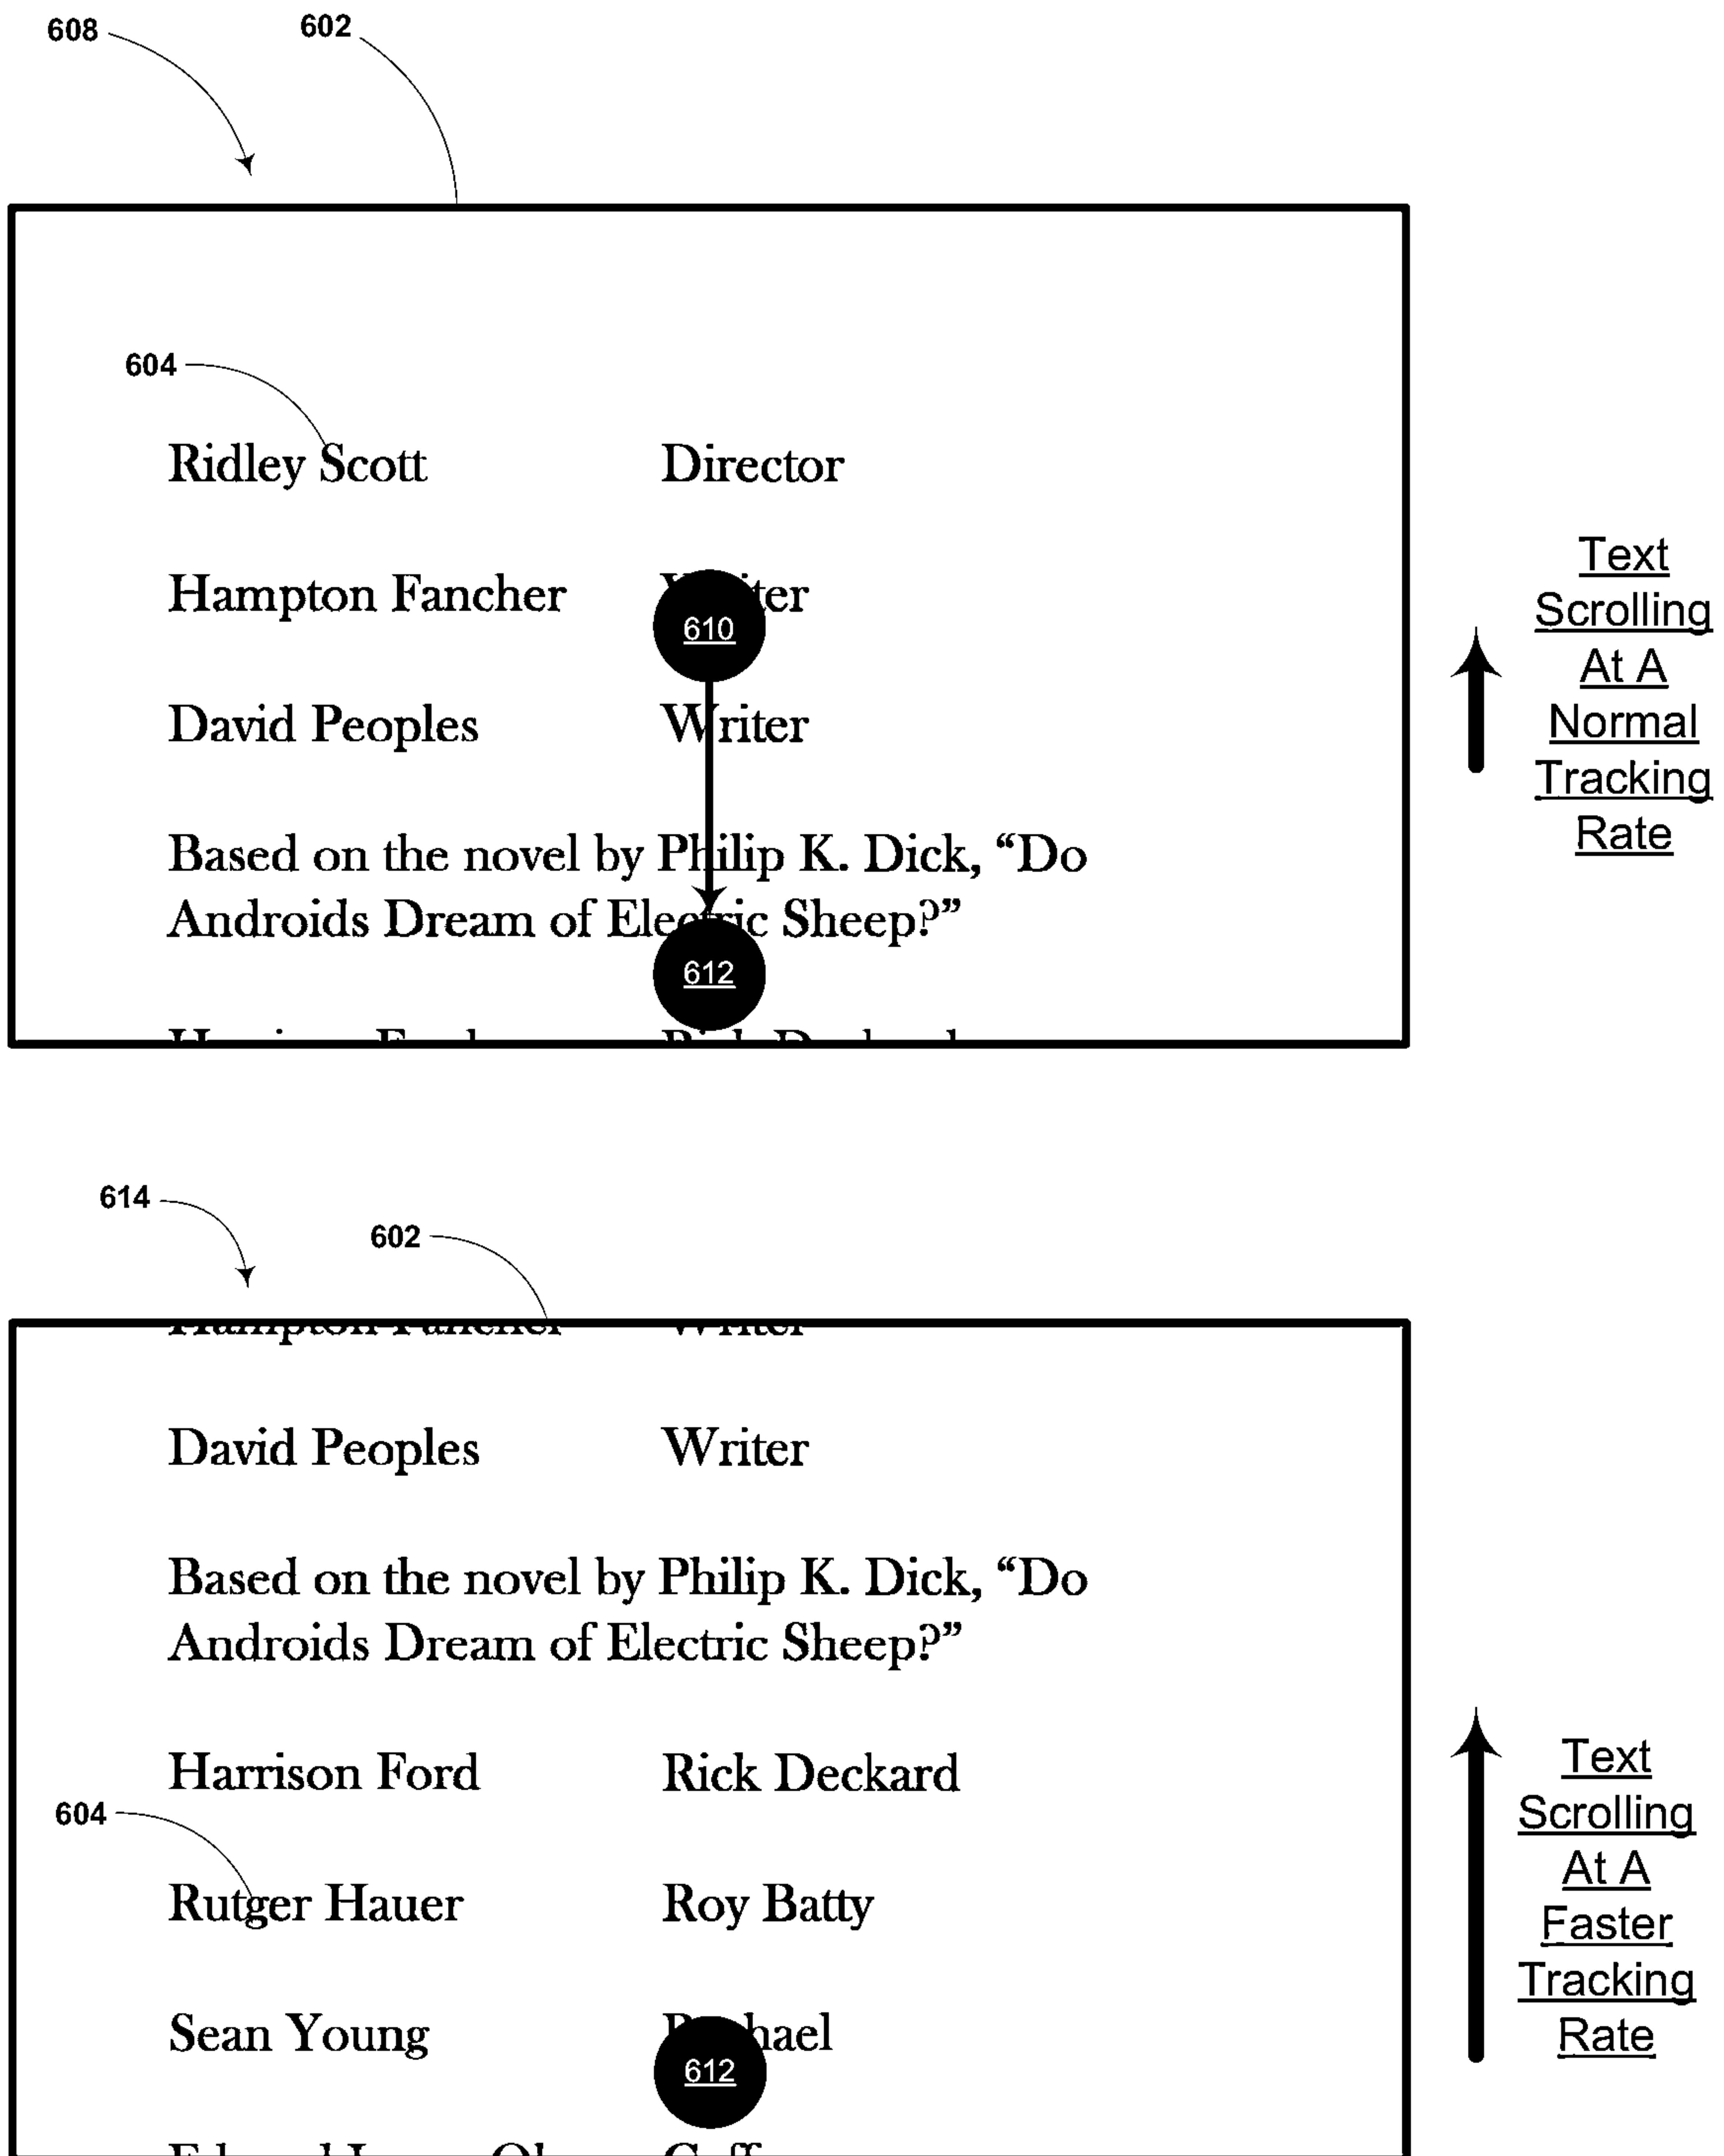 608 602
604
Ridley Scott Director
Hampton Fancher
610
David Peoples Writer
Based on the novel by Philip K. Dick, “Do
Androids Dream of Electric Sheep?”
612
Text
Scrolling
At A
Normal
Tracking
Rate
614
602
Hampton Fancher Writer
David Peoples Writer
Based on the novel by Philip K. Dick, “Do
Androids Dream of Electric Sheep?”
Harrison Ford Rick Deckard
604
Rutger Hauer Roy Batty
Sean Young
612
Text
Scrolling
At A
Faster
Tracking
Rate